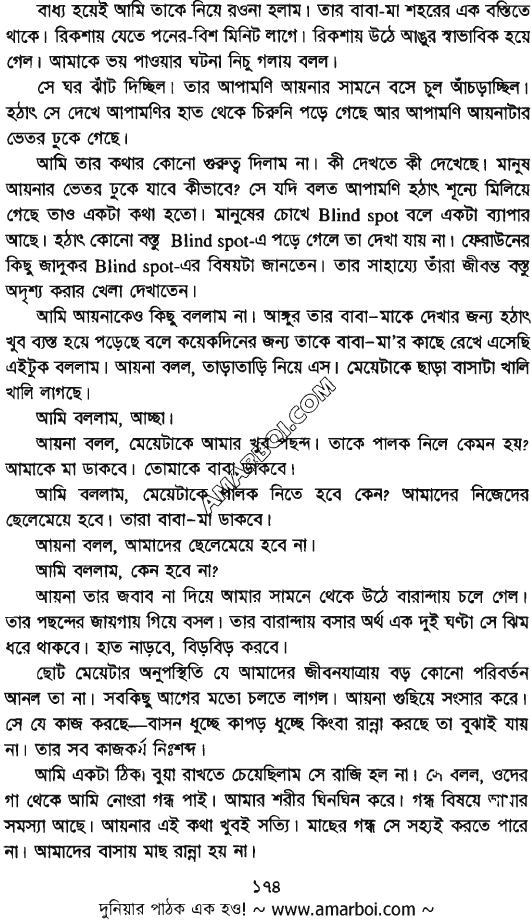 বাধ্য হয়েই আমি তাকে নিয়ে রওনা হলাম। তার বাবা-মা শহরের এক বস্তিতে
থাকে। রিকশায় যেতে পনের-বিশ মিনিট লাগে। রিকশায় উঠে আঙুর স্বাভাবিক হয়ে
গেল। আমাকে ভয় পাওয়ার ঘটনা নিচু গলায় বলল।
সে ঘর ঝাঁট দিচ্ছিল। তার আপামণি আয়নার সামনে বসে চুল আঁচড়াচ্ছিল।
হঠাৎ সে দেখে আপামণির হাত থেকে চিরুনি পড়ে গেছে আর আপামণি আয়নাটার
ভেতর ঢুকে গেছে।
আমি তার কথার কোনো গুরুত্ব দিলাম না। কী দেখতে কী দেখেছে। মানুষ
আয়নার ভেতর ঢুকে যাবে কীভাবে? সে যদি বলত আপামণি হঠাৎ শূন্যে মিলিয়ে
গেছে তাও একটা কথা হতো। মানুষের চোখে Blind spot বলে একটা ব্যাপার
আছে। হঠাৎ কোনো বস্তু Blind spot-এ পড়ে গেলে তা দেখা যায় না। ফেরাউনের
কিছু জাদুকর Blind spot-এর বিষয়টা জানতেন। তার সাহায্যে তাঁরা জীবন্ত বস্তু
অদৃশ্য করার খেলা দেখাতেন।
আমি আয়নাকেও কিছু বললাম না। আঙ্গুর তার বাবা-মাকে দেখার জন্য হঠাৎ
খুব ব্যস্ত হয়ে পড়েছে বলে কয়েকদিনের জন্য তাকে বাবা-মা'র কাছে রেখে এসেছি
এইটুক বললাম। আয়না বলল, তাড়াতাড়ি নিয়ে এস। মেয়েটাকে ছাড়া বাসাটা খালি
খালি লাগছে।
আমি বললাম, আচ্ছা।
আয়না বলল, মেয়েটাকে আমার খুব পছন্দ। তাকে পালক নিলে কেমন হয়?
আমাকে মা ডাকবে। তোমাকে বাবা ডাকবে।
আমি বললাম, মেয়েটাকে পালক নিতে হবে কেন? আমাদের নিজেদের
ছেলেমেয়ে হবে। তারা বাবা-মা ডাকবে।
আয়না বলল, আমাদের ছেলেমেয়ে হবে না।
আমি বললাম, কেন হবে না?
আয়না তার জবাব না দিয়ে আমার সামনে থেকে উঠে বারান্দায় চলে গেল।
তার পছন্দের জায়গায় গিয়ে বসল। তার বারান্দায় বসার অর্থ এক দুই ঘণ্টা সে ঝিম
ধরে থাকবে। হাত নাড়বে, বিড়বিড় করবে।
ছোট মেয়েটার অনুপস্থিতি যে আমাদের জীবনযাত্রায় বড় কোনো পরিবর্তন
আনল তা না। সবকিছু আগের মতো চলতে লাগল। আয়না গুছিয়ে সংসার করে।
সে যে কাজ করছে—বাসন ধুচ্ছে কাপড় ধুচ্ছে কিংবা রান্না করছে তা বুঝাই যায়
না। তার সব কাজকর্ম নিঃশব্দ।
আমি একটা ঠিকা বুয়া রাখতে চেয়েছিলাম সে রাজি হল না। সে বলল, ওদের
গা থেকে আমি নোংরা গন্ধ পাই। আমার শরীর ঘিনঘিন করে। গন্ধ বিষয়ে আমার
সমস্যা আছে। আয়নার এই কথা খুবই সত্যি। মাছের গন্ধ সে সহ্যই করতে পারে
না। আমাদের বাসায় মাছ রান্না হয় না।
AMARBOI.COM
১৭৪
দুনিয়ার পাঠক এক হও! ~ www.amarboi.com ~